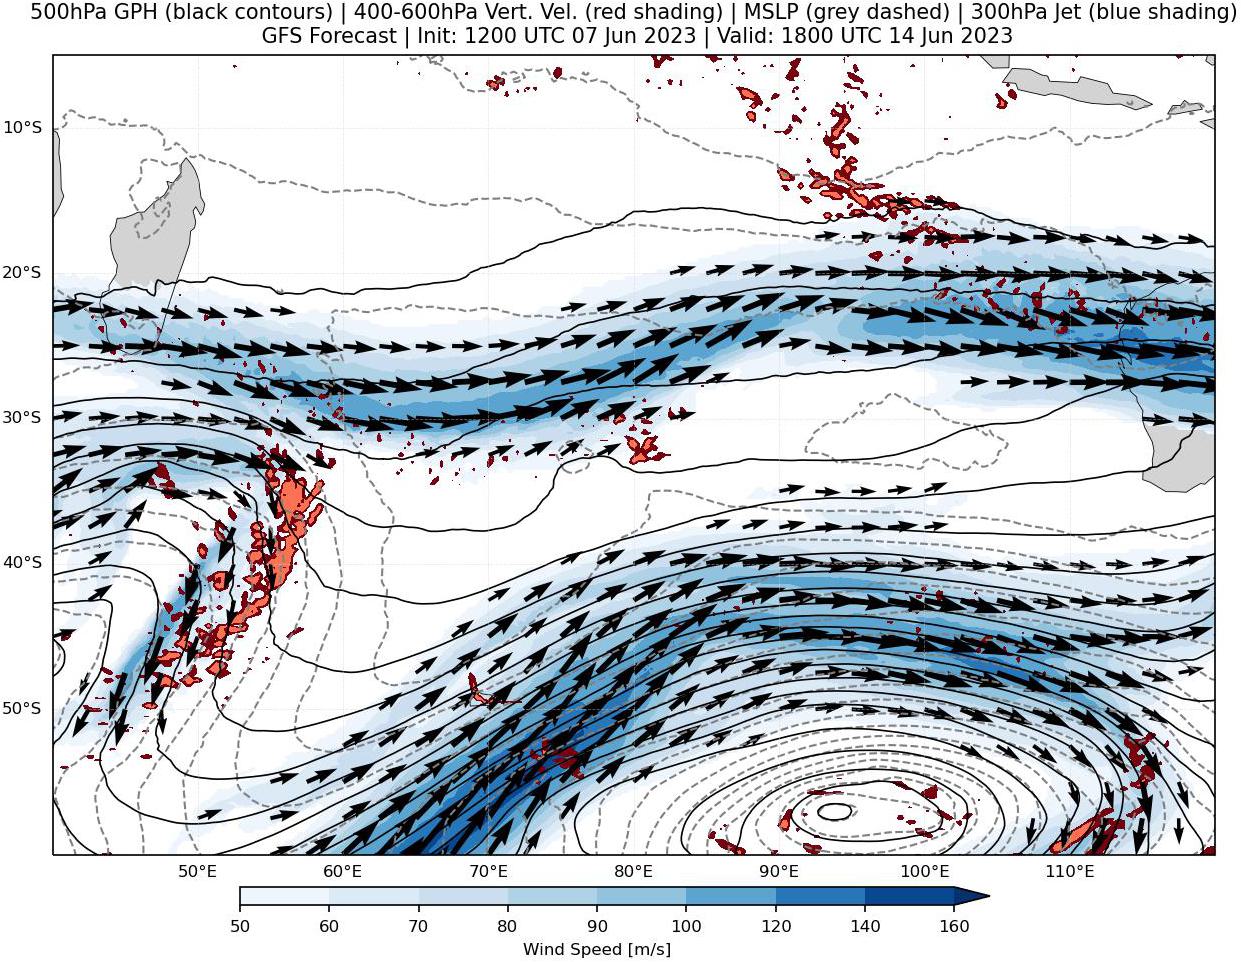 500hPa GPH (black contours) | 400-600hPa Vert. Vel. (red shading) | MSLP (grey dashed) | 300hPa Jet (blue shading)
GFS Forecast | Init: 1200 UTC 07 Jun 2023 | Valid: 1800 UTC 14 Jun 2023
10°S
20°S
30°S
40°S
50°S
50°E 60°E 70°E 80°E 90°E 100°E 110°E
50 60 70 80 90 100 120 140 160
Wind Speed [m/s]